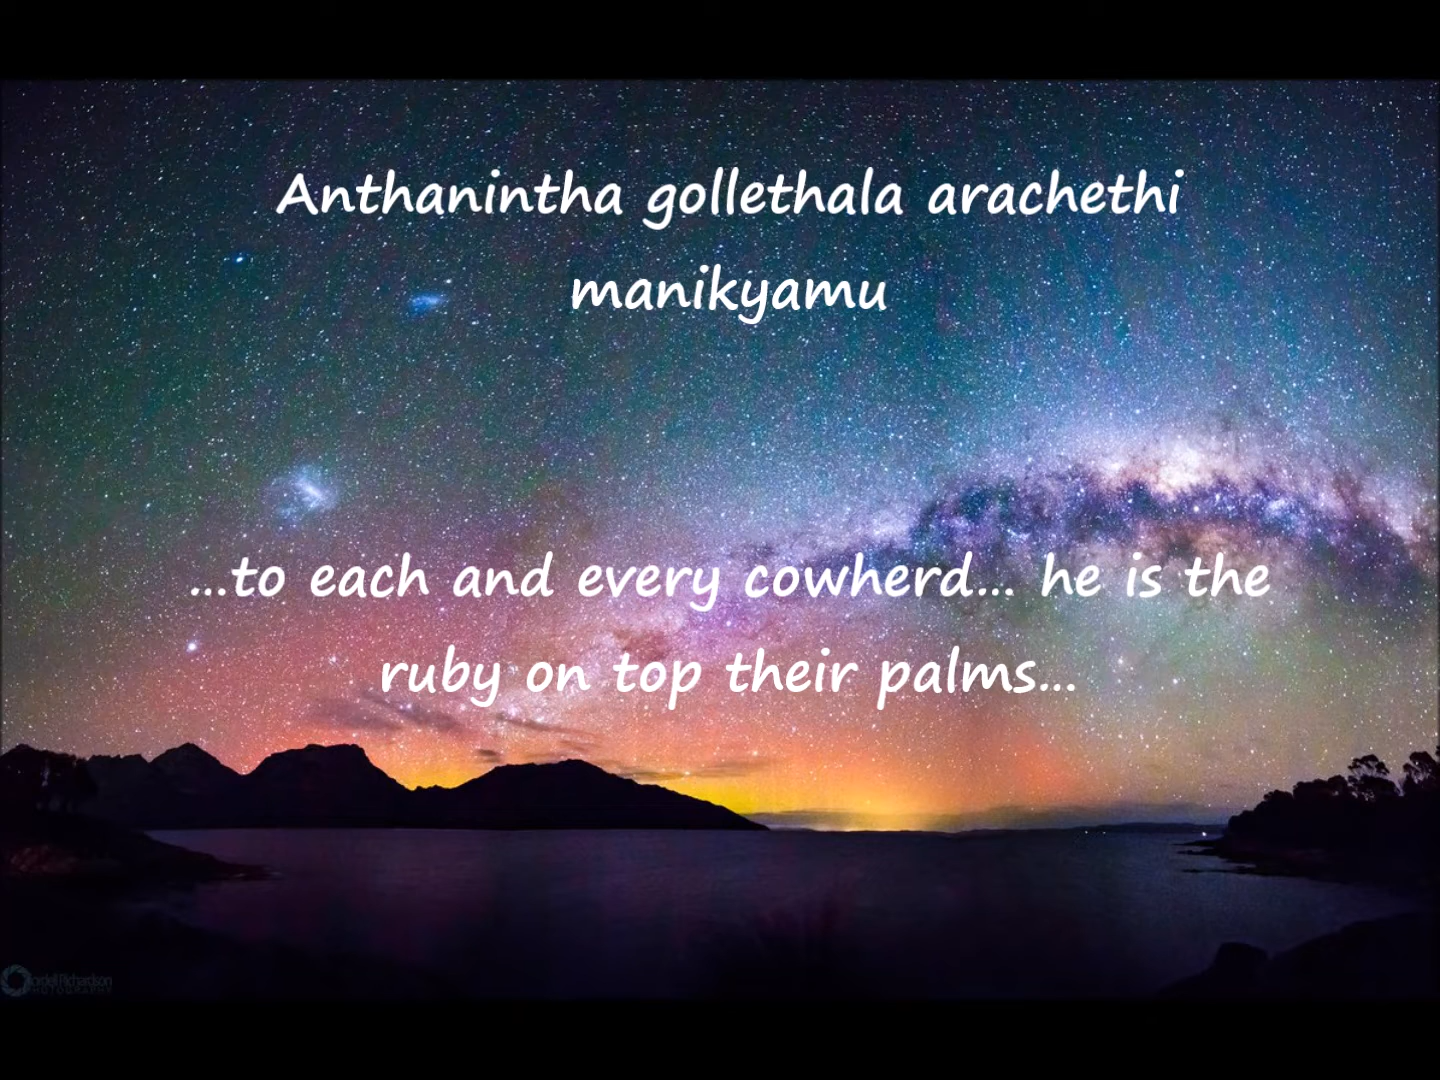 Anthanintha gollethala arachethi
manikyamu
...to each and every cowherd... he is the
ruby on top their palms...